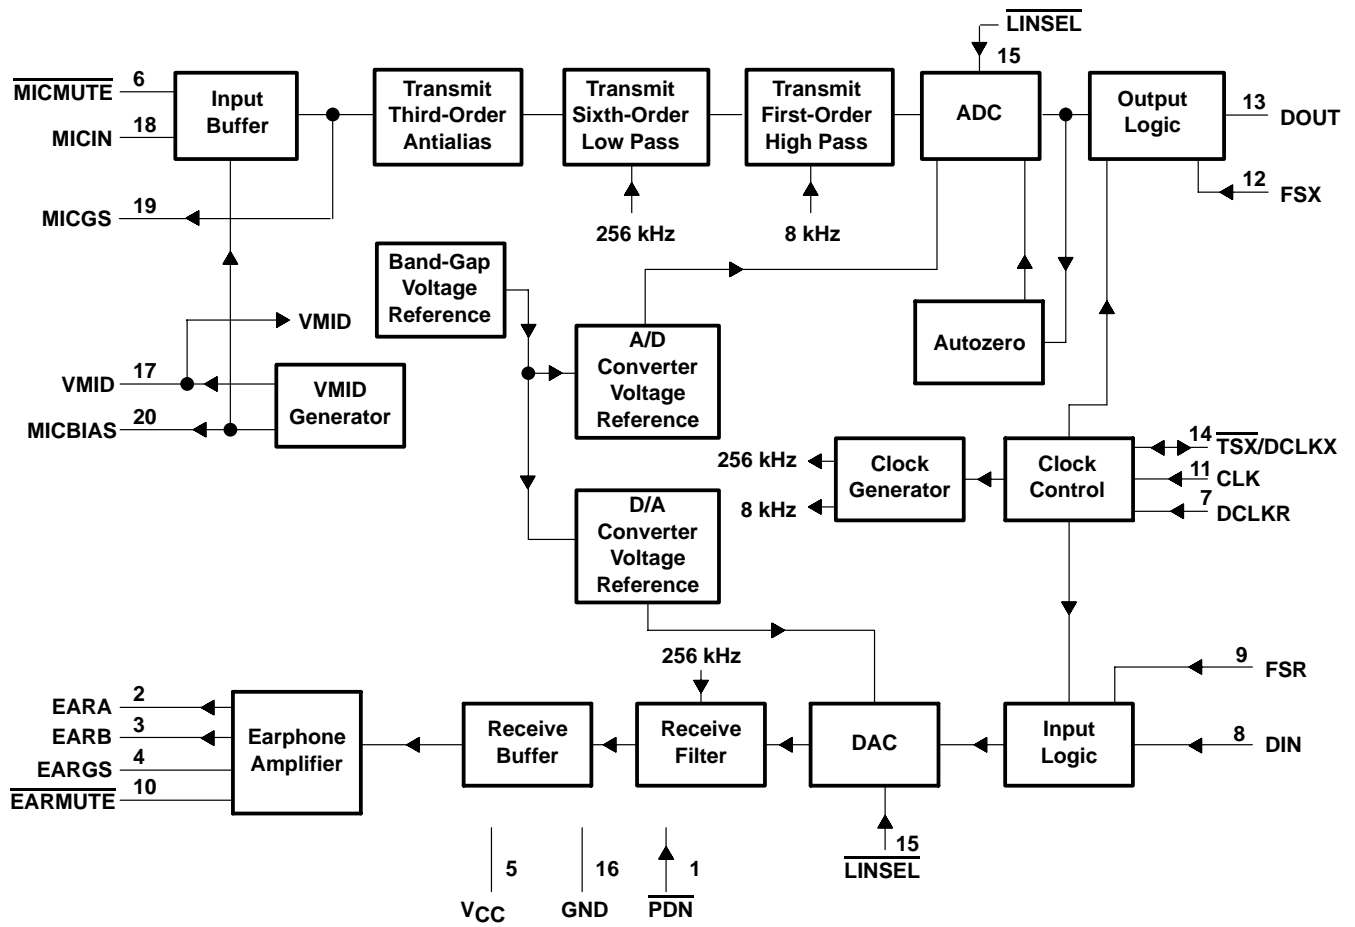 LINSEL
15
MICMUTE 6
MICIN 18
Input
Buffer
Transmit
Third-Order
Antialias
Transmit
Sixth-Order
Low Pass
Transmit
First-Order
High Pass
ADC
Output
Logic
13 DOUT
12 FSX
MICGS 19
256 kHz
8 kHz
Band-Gap
Voltage
Reference
VMID
A/D
Converter
Voltage
Reference
Autozero
VMID 17
MICBIAS 20
VMID
Generator
256 kHz
8 kHz
Clock
Generator
Clock
Control
14 TSX/DCLKX
11 CLK
7 DCLKR
D/A
Converter
Voltage
Reference
256 kHz
9 FSR
EARA 2
EARB 3
EARGS 4
EARMUTE 10
Earphone
Amplifier
Receive
Buffer
Receive
Filter
DAC
Input
Logic
8 DIN
15
LINSEL
5
VCC
16
GND
1
PDN